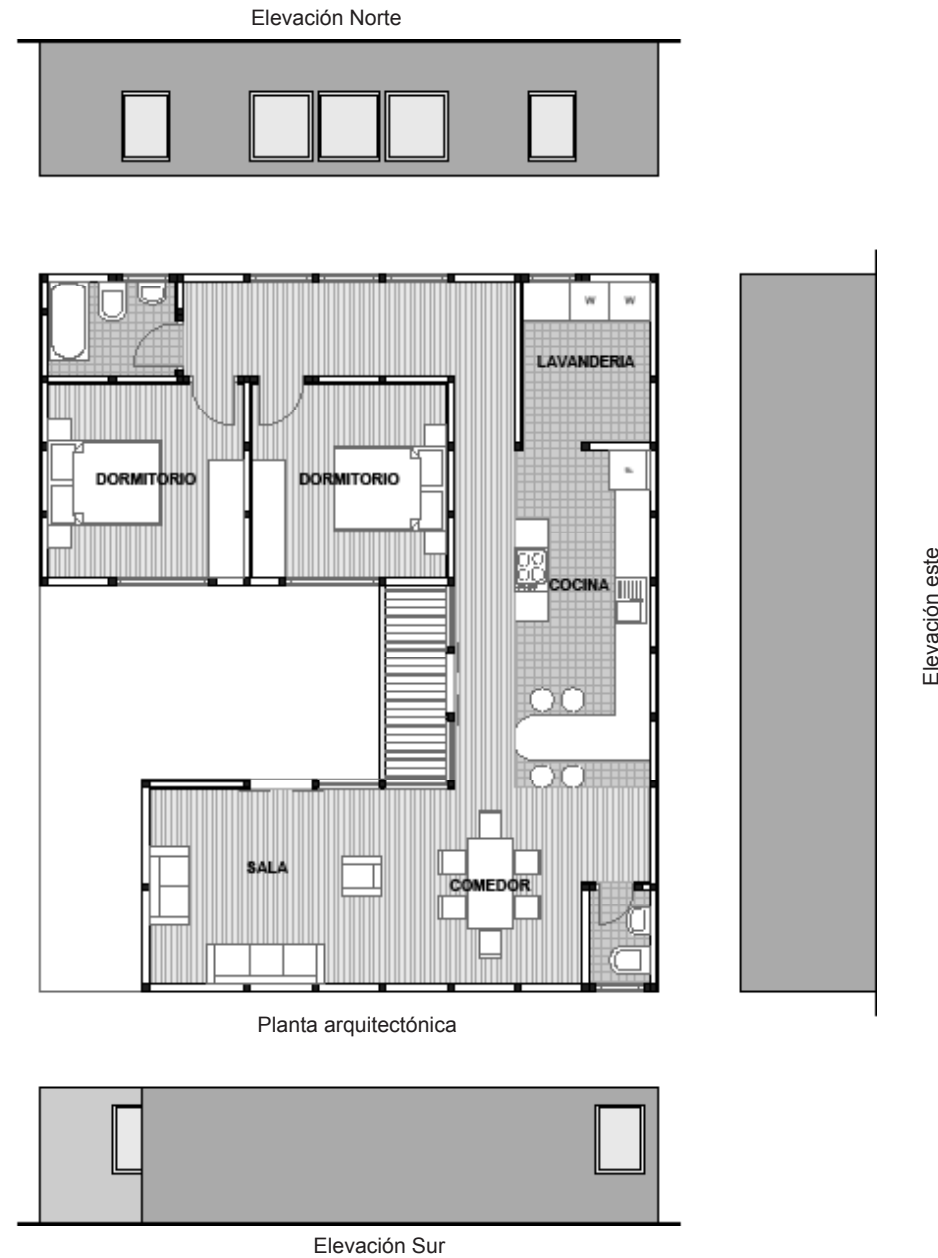 Elevación Norte
W W
LAVANDERIA
DORMITORIO DORMITORIO
COCINA
Elevación este
SALA
COMEDOR
Planta arquitectónica
Elevación Sur